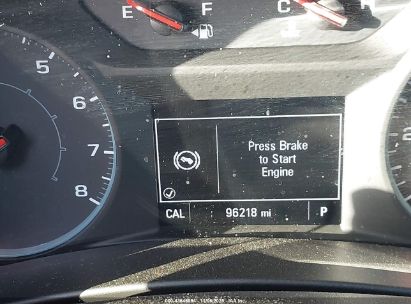 E F C H
5
6
7
8
Press Brake
to Start
Engine
CAL 96218 mi P